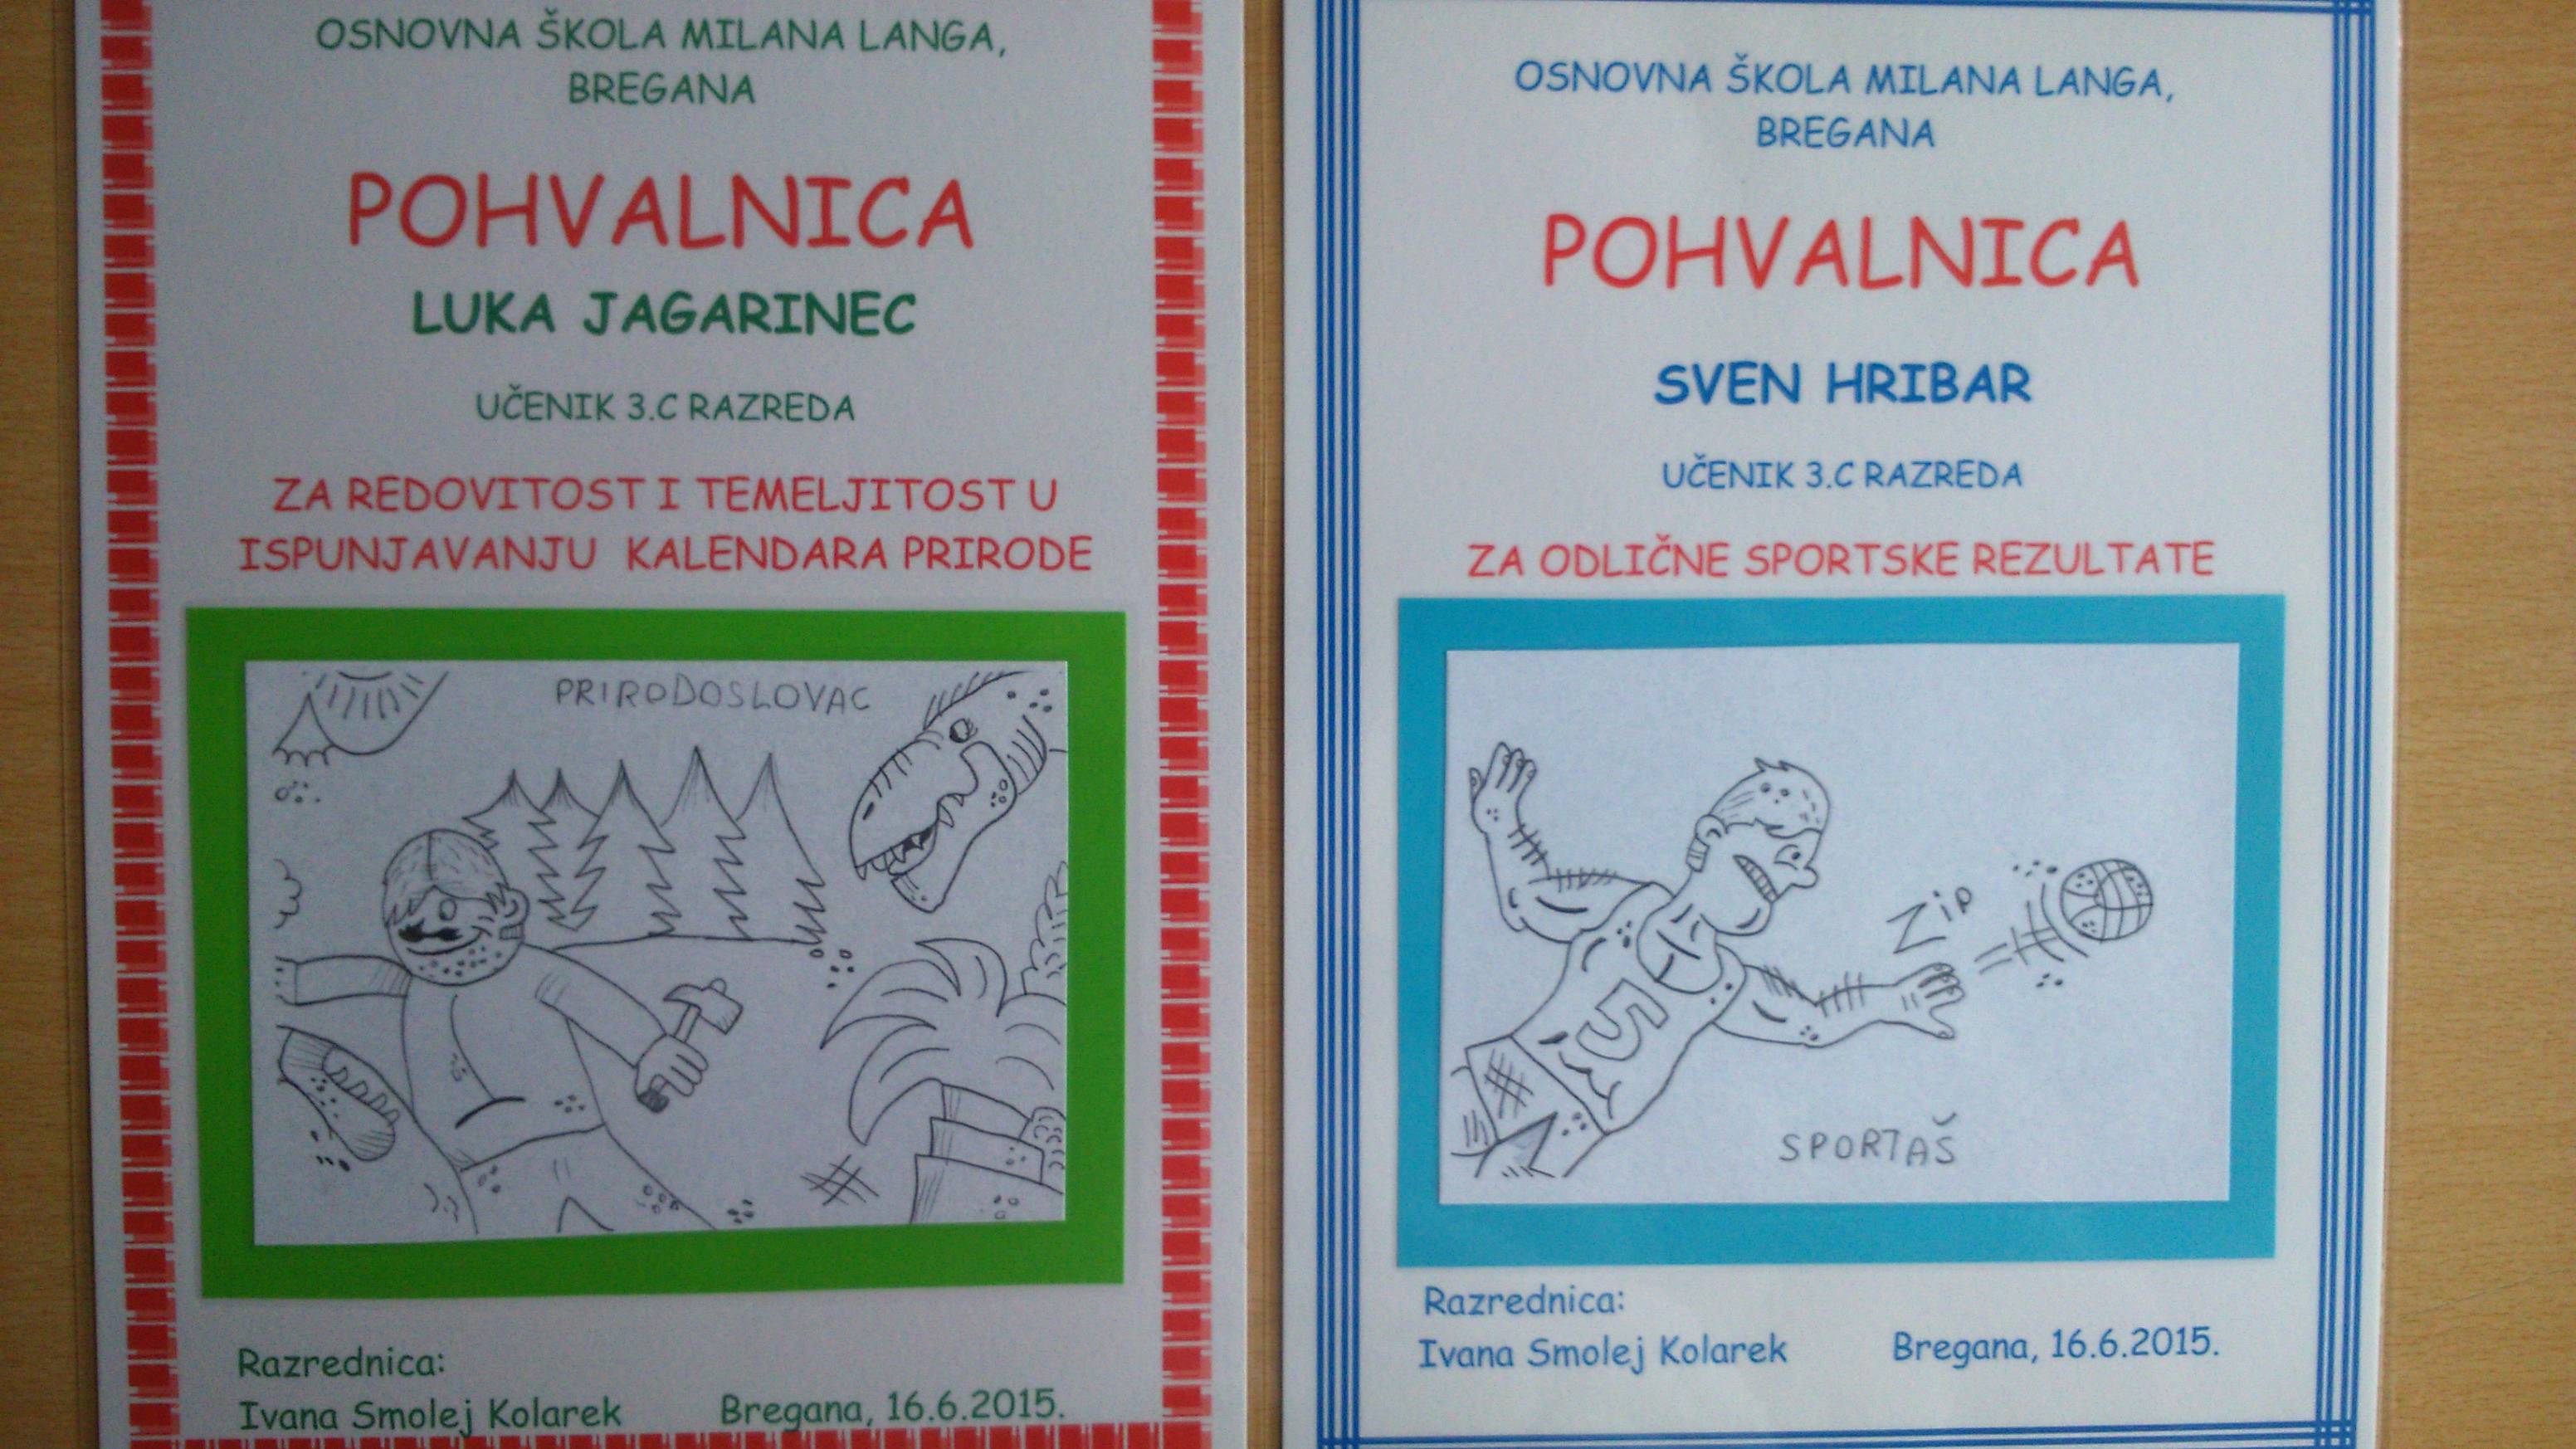 OSNOVNA ŠKOLA MILANA LANGA,
BREGANA
POHVALNICA
LUKA JAGARINEC
UČENIK 3.C RAZREDA
ZA REDOVITOST I TEMELJITOST U
ISPUNJAVANJU KALENDARA PRIRODE
PRIRODOSLOVAC
Razrednica:
Ivana Smolej Kolarek Bregana, 16.6.2015.
OSNOVNA ŠKOLA MILANA LANGA,
BREGANA
POHVALNICA
SVEN HRIBAR
UČENIK 3.C RAZREDA
ZA ODLIČNE SPORTSKE REZULTATE
Zip
5
SPORTAŠ
Razrednica:
Ivana Smolej Kolarek Bregana, 16.6.2015.